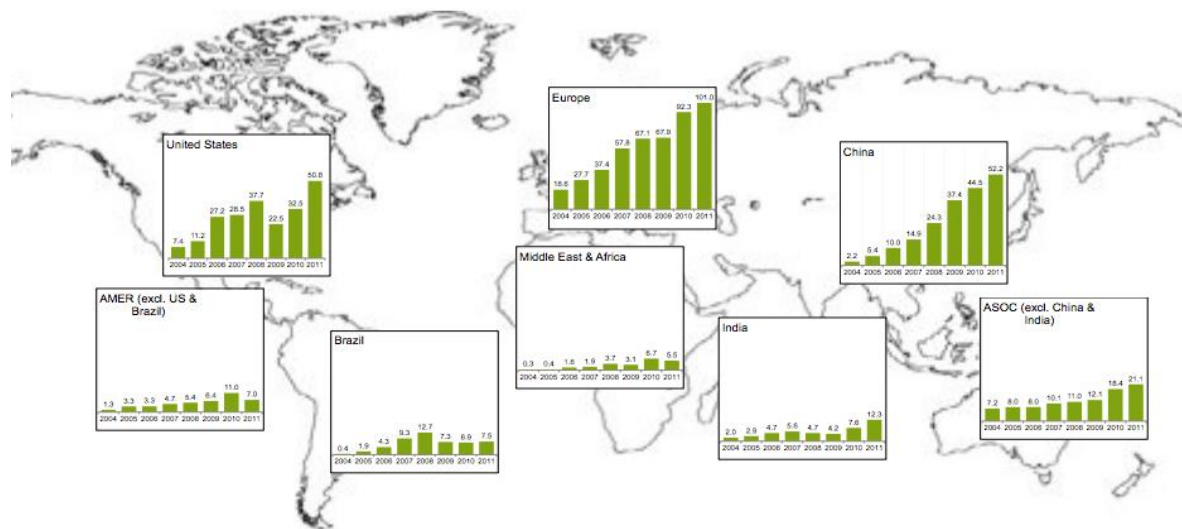 Europe
18.6 27.7 37.4 57.8 67.1 92.3 101.0
2004 2005 2006 2007 2008 2009 2010 2011
United States
7.4 11.2 27.2 28.5 37.7 22.5 32.5 50.8
2004 2005 2006 2007 2008 2009 2010 2011
China
2.2 5.4 10.0 14.9 24.3 37.4 44.5 52.2
2004 2005 2006 2007 2008 2009 2010 2011
Middle East & Africa
0.3 0.4 1.6 1.9 3.7 3.1 6.7 5.5
2004 2005 2006 2007 2008 2009 2010 2011
AMER (excl. US &
Brazil)
1.3 3.3 3.3 4.7 5.4 6.4 11.0
2004 2005 2006 2007 2008 2009 2010 2011
Brazil
0.4 1.9 4.3 9.3 12.7 7.3 6.9 7.5
2004 2005 2006 2007 2008 2009 2010 2011
India
2.0 2.9 4.7 5.6 4.7 4.2 7.6 12.3
2004 2005 2006 2007 2008 2009 2010 2011
ASOC (excl. China &
India)
7.2 8.0 8.0 10.1 11.0 12.1 18.4 21.1
2004 2005 2006 2007 2008 2009 2010 2011